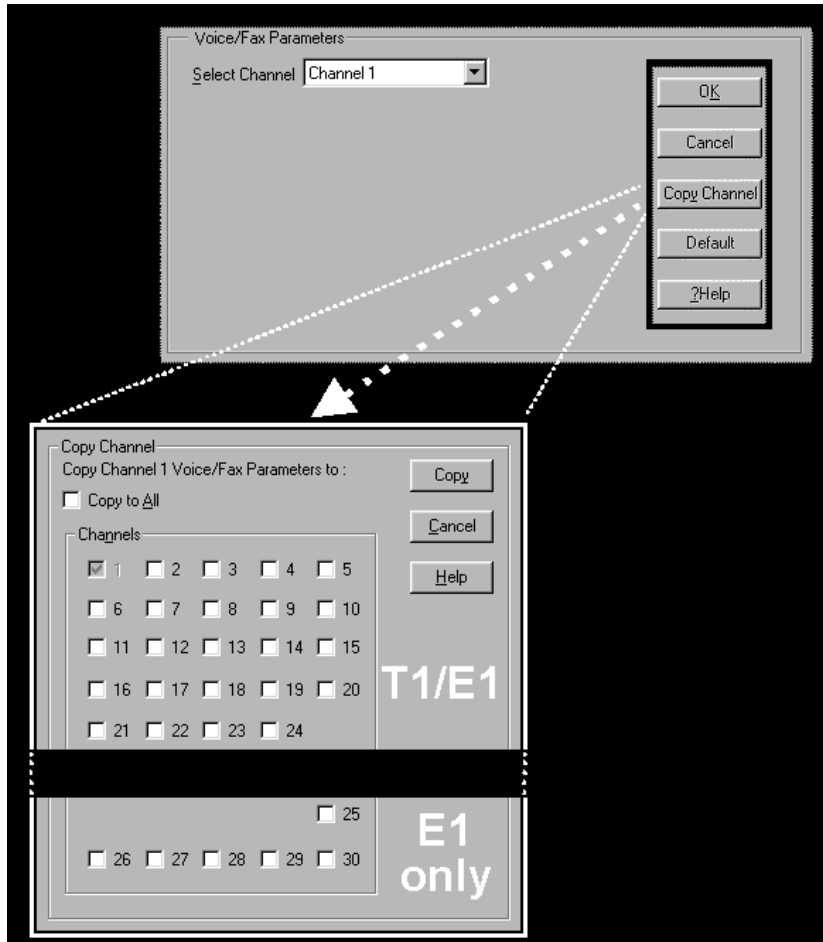 Voice/Fax Parameters
Select Channel Channel 1
OK
Cancel
Copy Channel
Default
?Help
Copy Channel
Copy Channel 1 Voice/Fax Parameters to :
Copy to All
Copy
Cancel
Help
Channels
1 2 3 4 5
6 7 8 9 10
11 12 13 14 15
16 17 18 19 20
21 22 23 24
T1/E1
25
26 27 28 29 30
E1
only